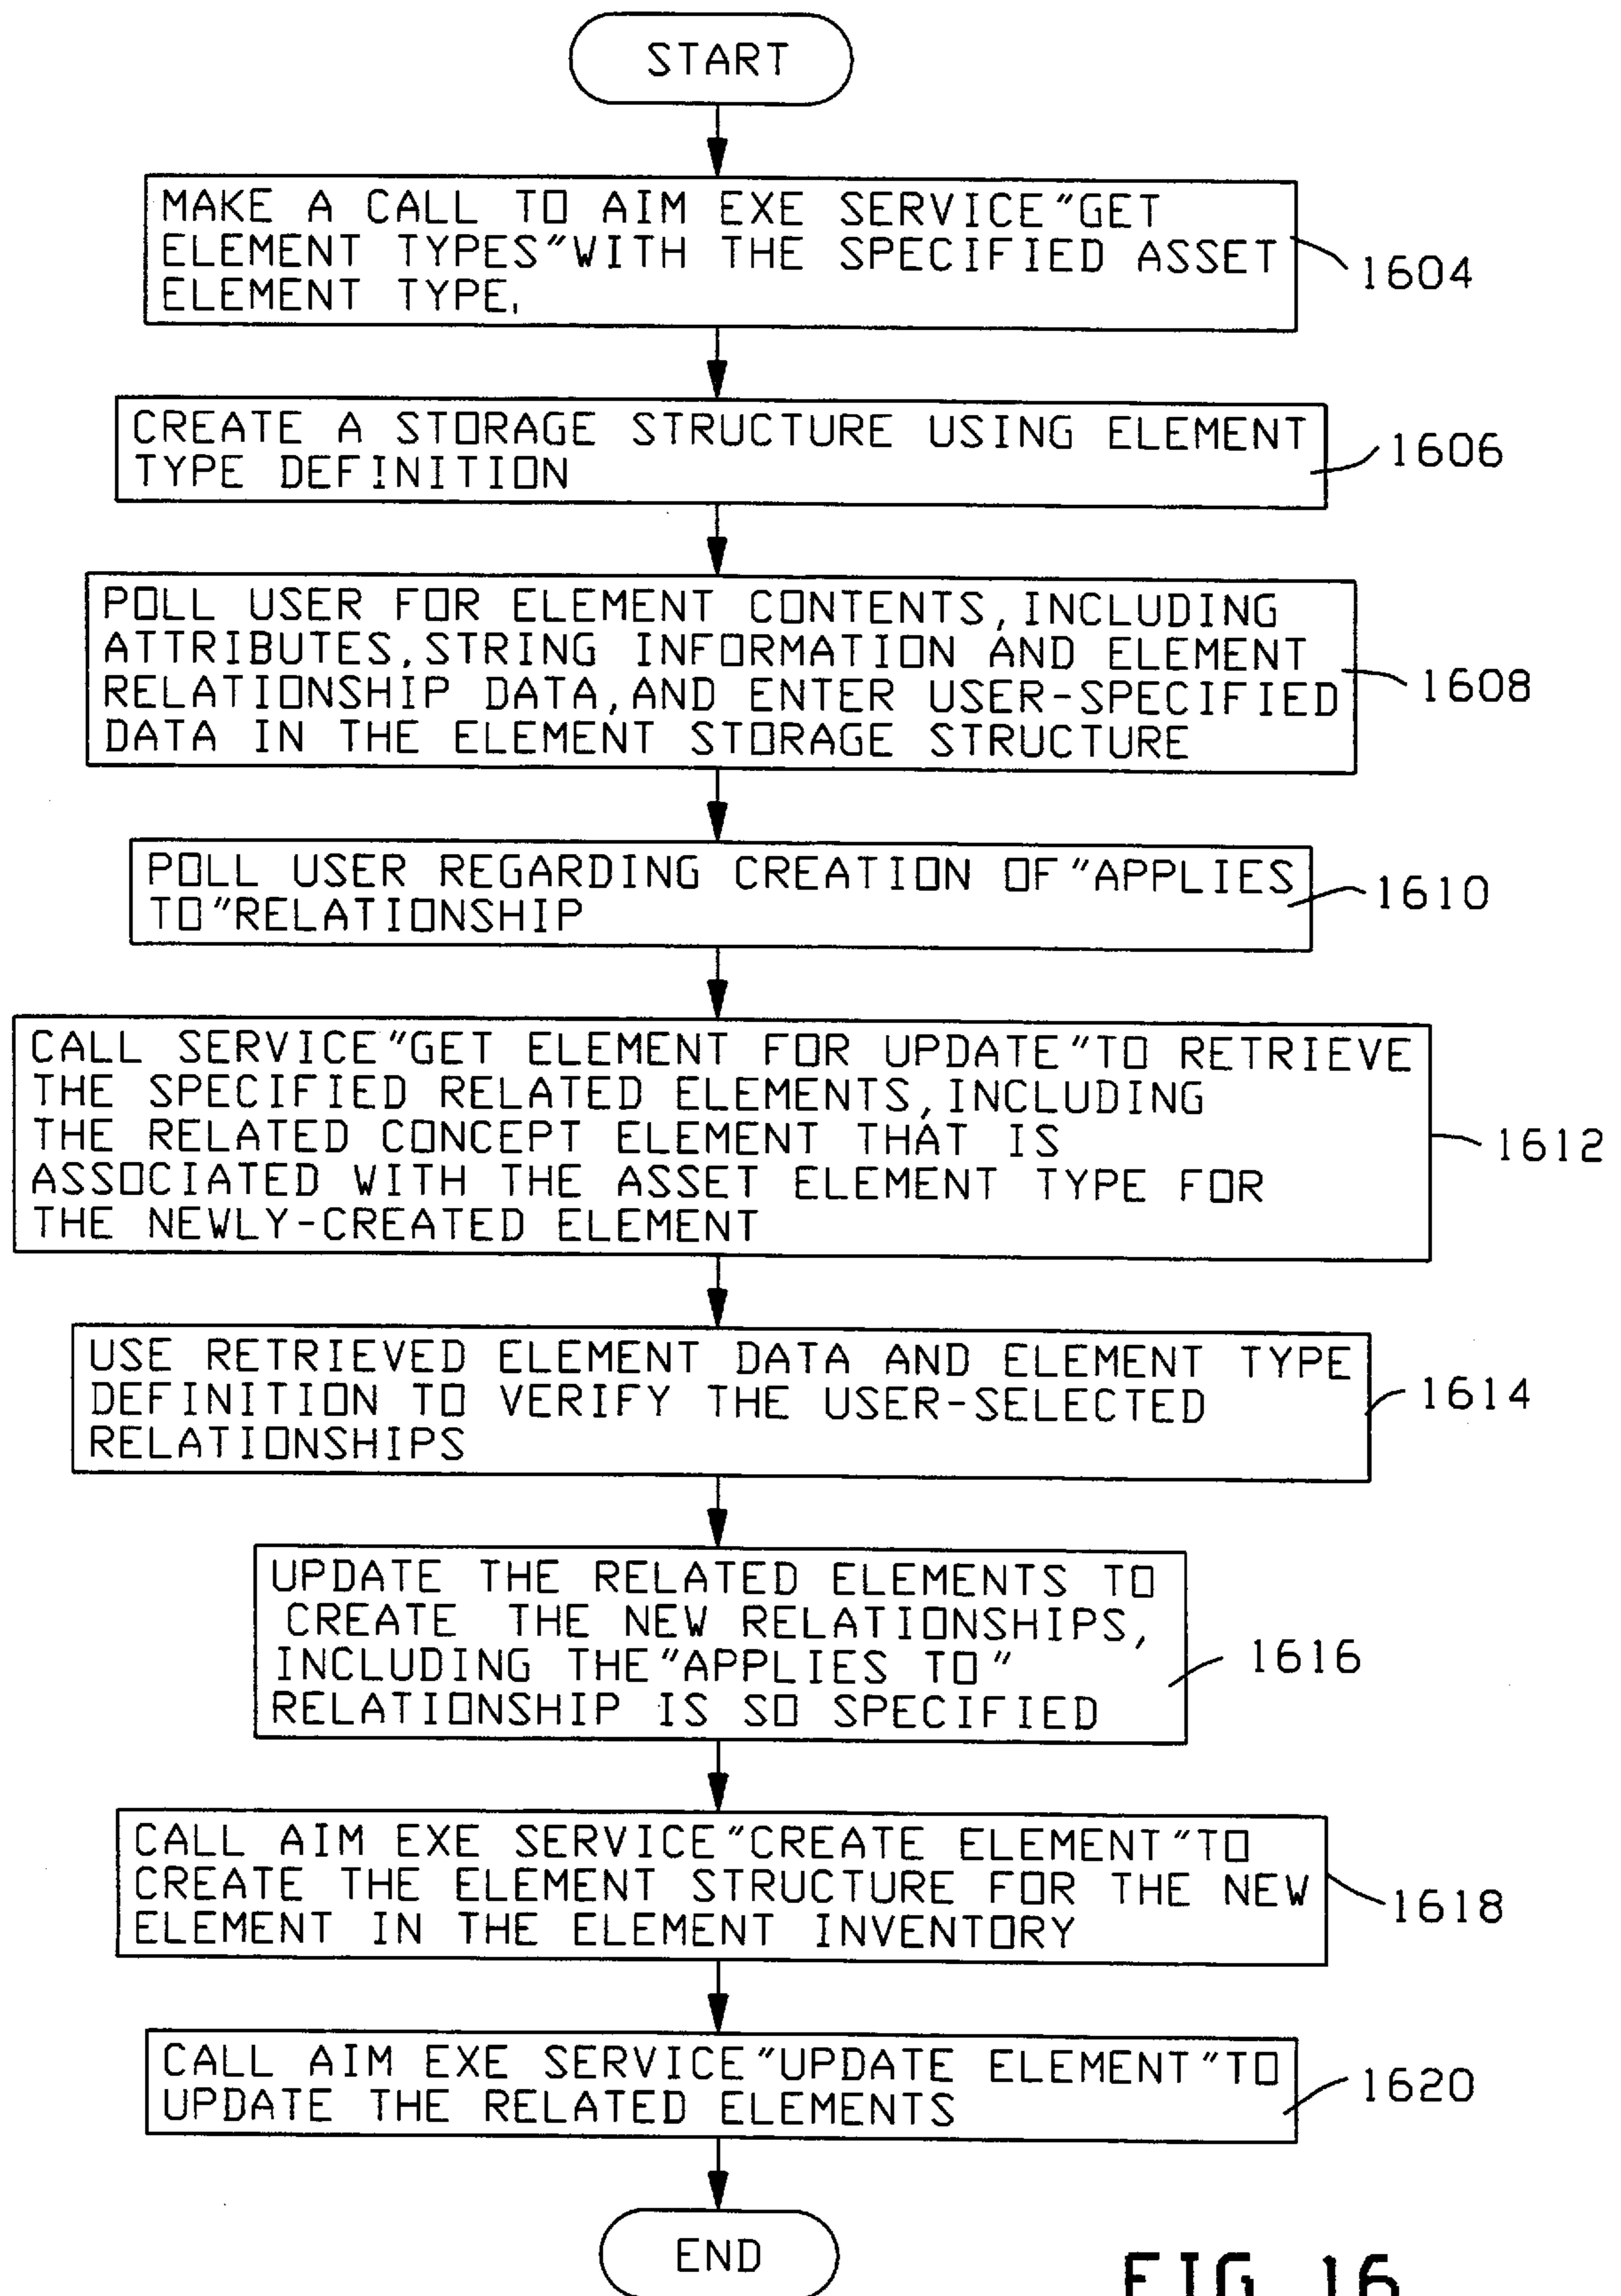 START
MAKE A CALL TO AIM EXE SERVICE"GET
ELEMENT TYPES"WITH THE SPECIFIED ASSET
ELEMENT TYPE.
1604
CREATE A STORAGE STRUCTURE USING ELEMENT
TYPE DEFINITION
1606
POLL USER FOR ELEMENT CONTENTS,INCLUDING
ATTRIBUTES,STRING INFORMATION AND ELEMENT
RELATIONSHIP DATA,AND ENTER USER-SPECIFIED
DATA IN THE ELEMENT STORAGE STRUCTURE
1608
POLL USER REGARDING CREATION OF"APPLIES
TO"RELATIONSHIP
1610
CALL SERVICE"GET ELEMENT FOR UPDATE"TO RETRIEVE
THE SPECIFIED RELATED ELEMENTS,INCLUDING
THE RELATED CONCEPT ELEMENT THAT IS
ASSOCIATED WITH THE ASSET ELEMENT TYPE FOR
THE NEWLY-CREATED ELEMENT
1612
USE RETRIEVED ELEMENT DATA AND ELEMENT TYPE
DEFINITION TO VERIFY THE USER-SELECTED
RELATIONSHIPS
1614
UPDATE THE RELATED ELEMENTS TO
CREATE THE NEW RELATIONSHIPS,
INCLUDING THE"APPLIES TO"
RELATIONSHIP IS SO SPECIFIED
1616
CALL AIM EXE SERVICE"CREATE ELEMENT"TO
CREATE THE ELEMENT STRUCTURE FOR THE NEW
ELEMENT IN THE ELEMENT INVENTORY
1618
CALL AIM EXE SERVICE"UPDATE ELEMENT"TO
UPDATE THE RELATED ELEMENTS
1620
END
FIG 16